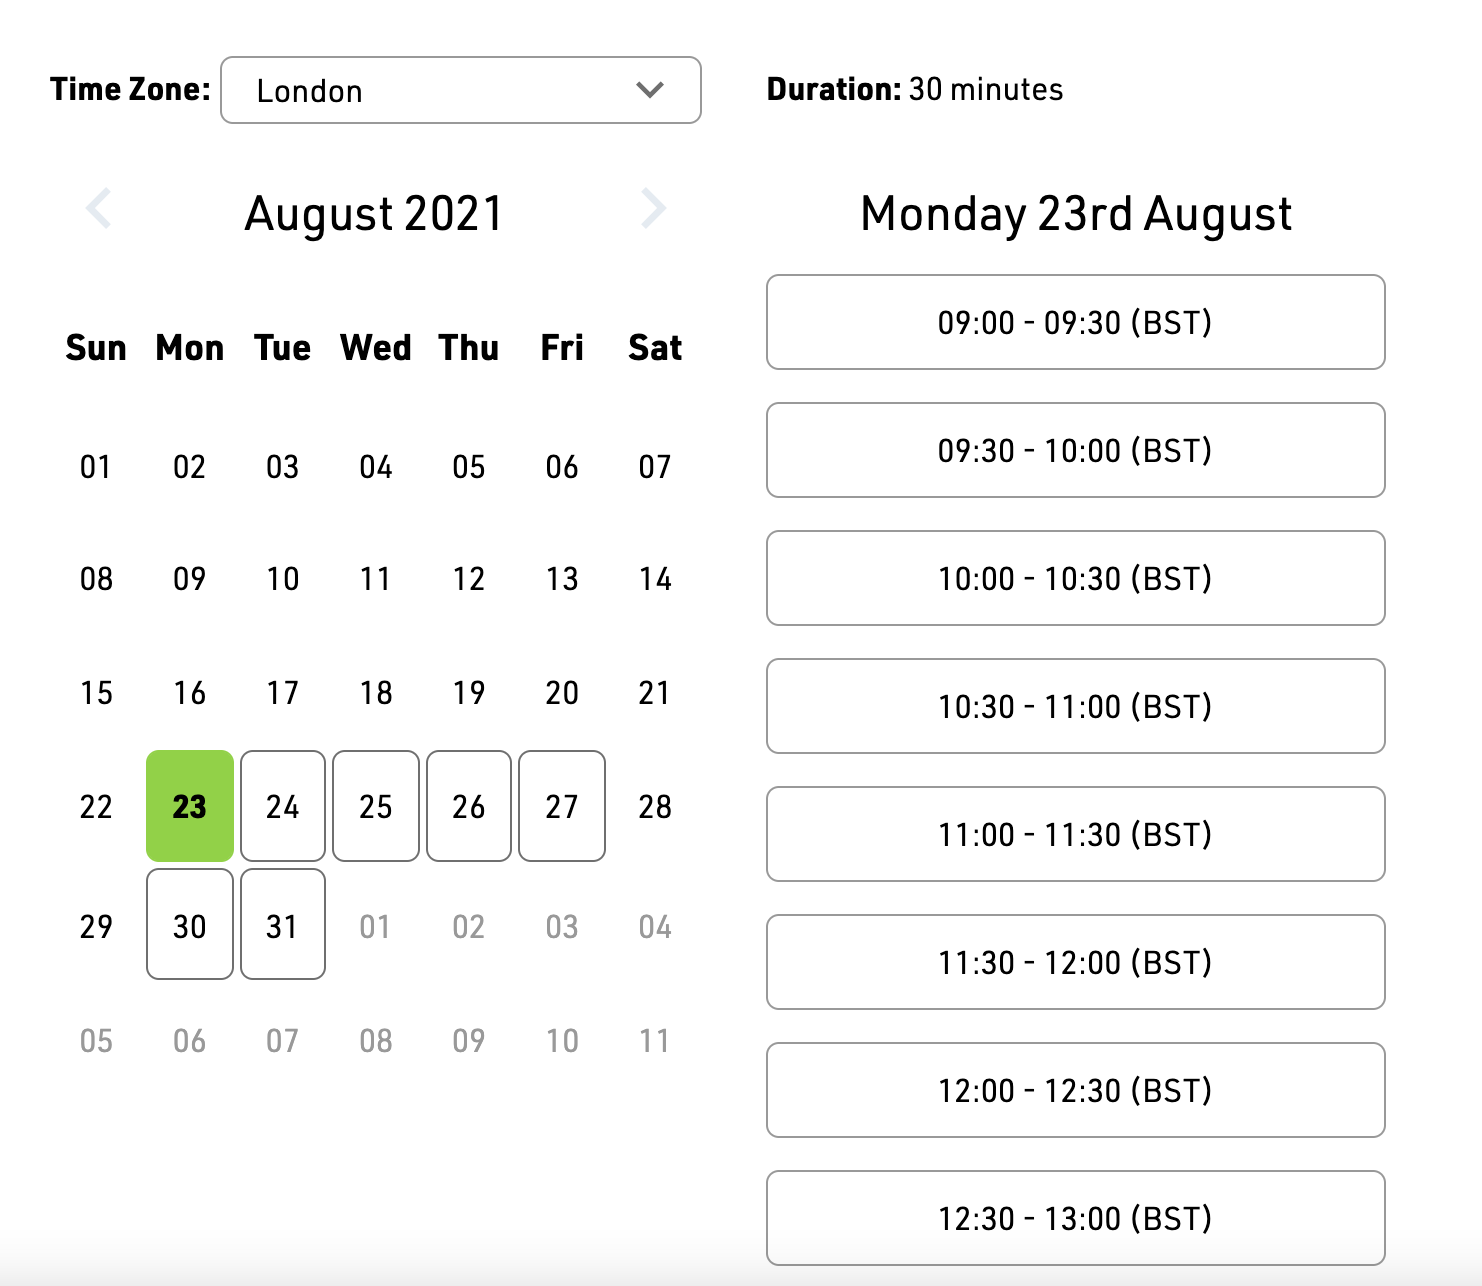 Time Zone: London
Duration: 30 minutes
August 2021
Sun Mon Tue Wed Thu Fri Sat
01 02 03 04 05 06 07
08 09 10 11 12 13 14
15 16 17 18 19 20 21
22 23 24 25 26 27 28
29 30 31 01 02 03 04
05 06 07 08 09 10 11
Monday 23rd August
09:00 - 09:30 (BST)
09:30 - 10:00 (BST)
10:00 - 10:30 (BST)
10:30 - 11:00 (BST)
11:00 - 11:30 (BST)
11:30 - 12:00 (BST)
12:00 - 12:30 (BST)
12:30 - 13:00 (BST)